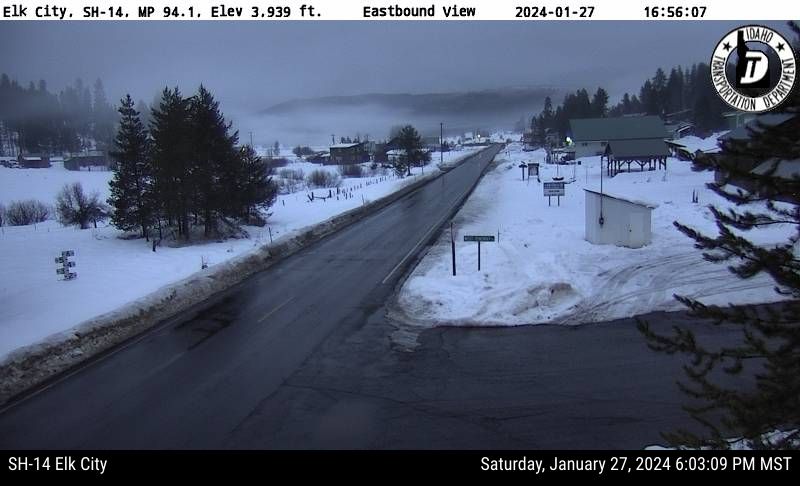 Elk City, SH-14, MP 94.1, Elev 3,939 ft. Eastbound View 2024-01-27 16:56:07
IDAHO TRANSPORTATION DEPARTMENT
SH-14 Elk City
Saturday, January 27, 2024 6:03:09 PM MST